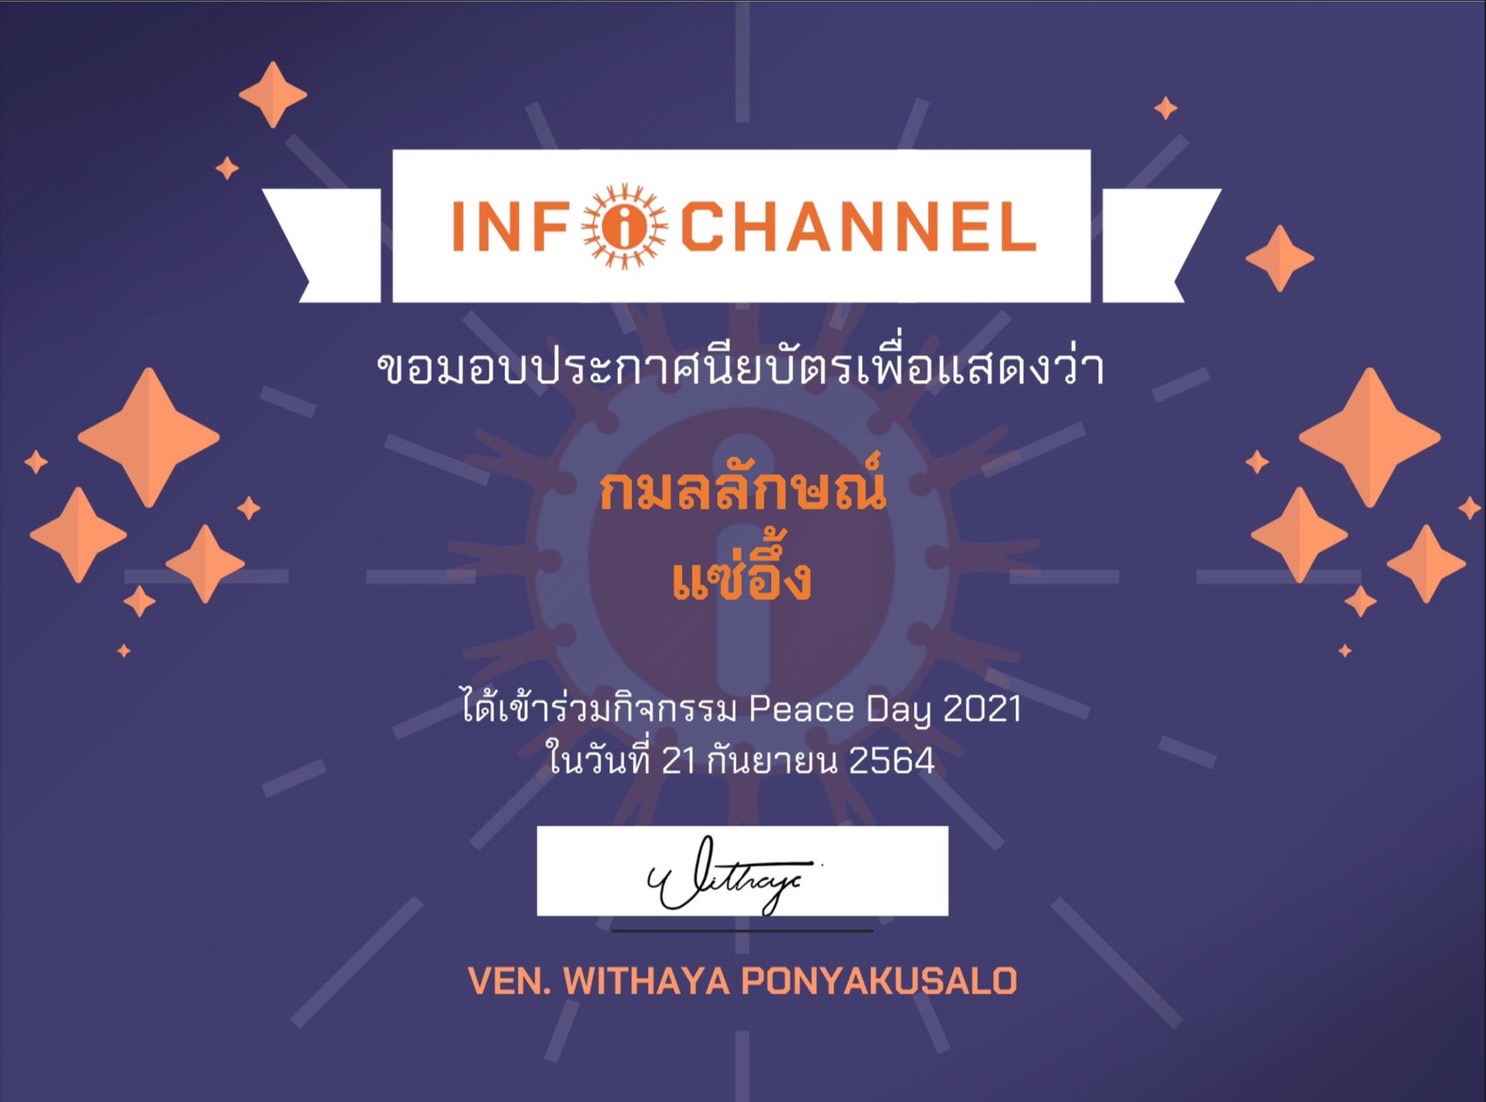 INFOCHANNEL
ขอมอบประกาศนียบัตรเพื่อแสดงว่า
กมลลักษณ์
แซ่อึ้ง
ได้เข้าร่วมกิจกรรม Peace Day 2021
ในวันที่ 21 กันยายน 2564
Withaya
VEN. WITHAYA PONYAKUSALO